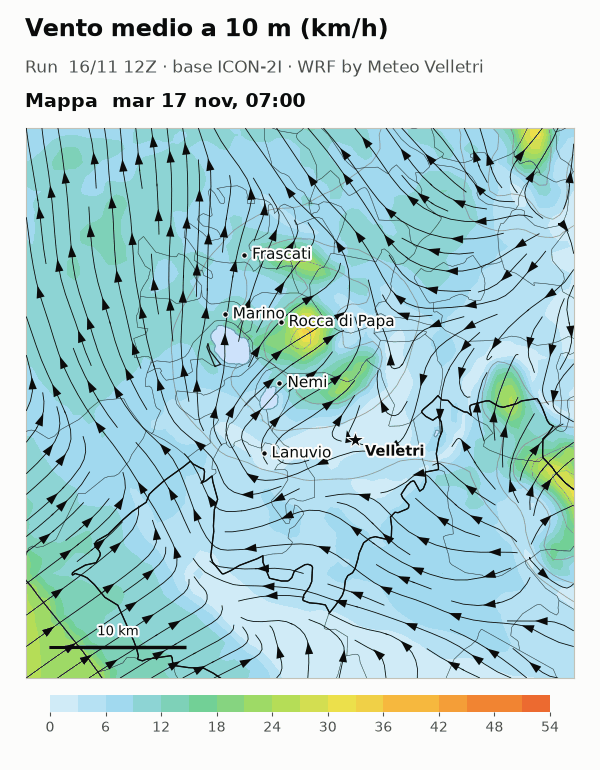 Vento medio a 10 m (km/h)
Run 16/11 12Z · base ICON-2I · WRF by Meteo Velletri
Mappa mar 17 nov, 07:00
Frascati
Marino
Rocca di Papa
Nemi
Velletri
Lanuvio
10 km
0 6 12 18 24 30 36 42 48 54